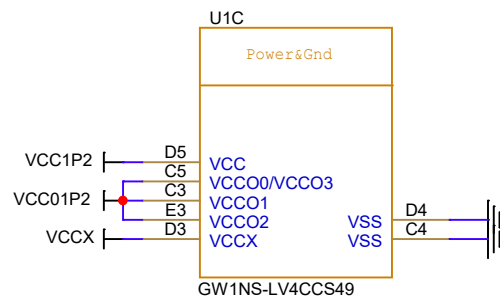 U1C
Power&Gnd
VCC1P2 D5 VCC
C5 VCCO0/VCCO3
VCC01P2 C3 VCCO1
E3 VCCO2 VSS D4
VCCX D3 VCCX VSS C4
GW1NS-LV4CCS49